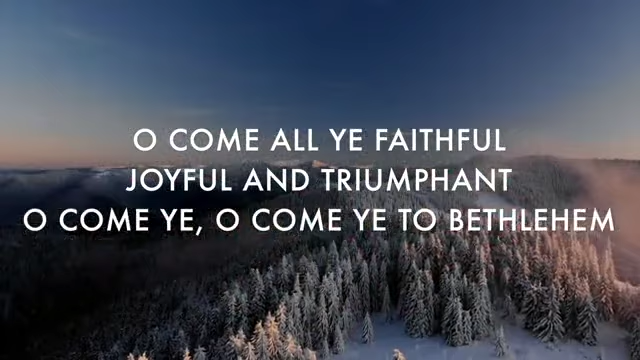 O COME ALL YE FAITHFUL
JOYFUL AND TRIUMPHANT
O COME YE, O COME YE TO BETHLEHEM